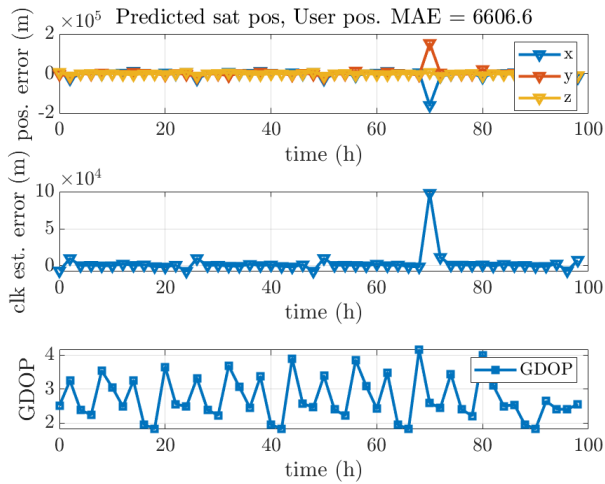 Predicted sat pos, User pos. MAE = 6606.6
×10^5
pos. error (m)
2
0
-2
x
y
z
0 20 40 60 80 100
time (h)
×10^4
clk est. error (m)
10
5
0
0 20 40 60 80 100
time (h)
GDOP
4
3
2
GDOP
0 20 40 60 80 100
time (h)